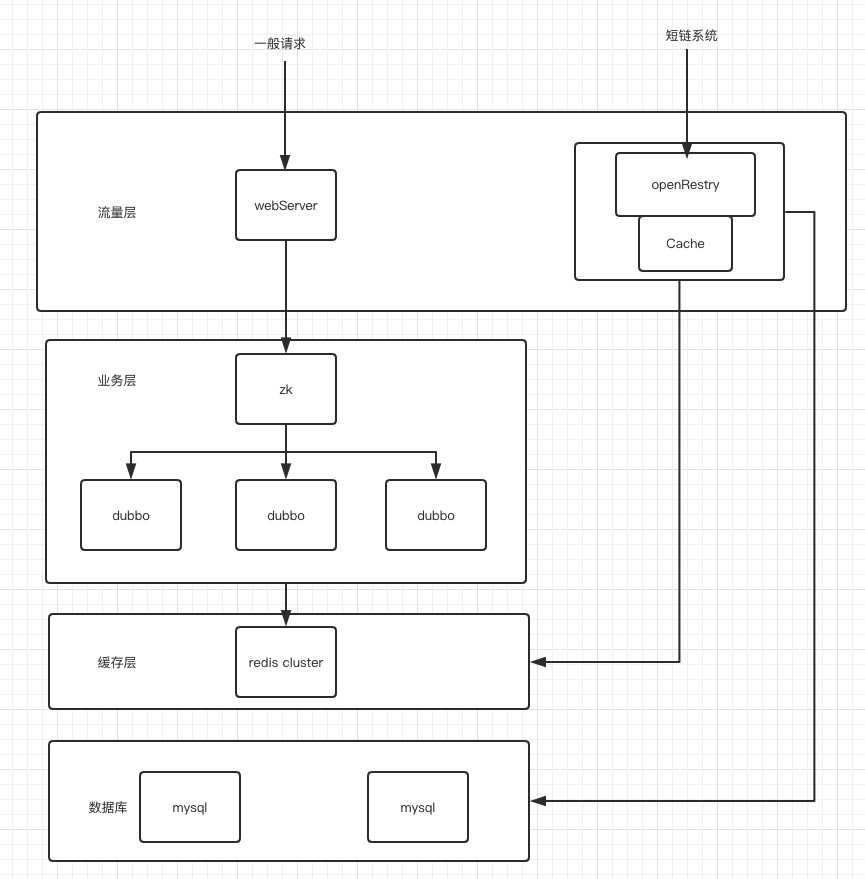 一般请求
短链系统
流量层
webServer
openRestry
Cache
业务层
zk
dubbo
dubbo
dubbo
缓存层
redis cluster
数据库
mysql
mysql